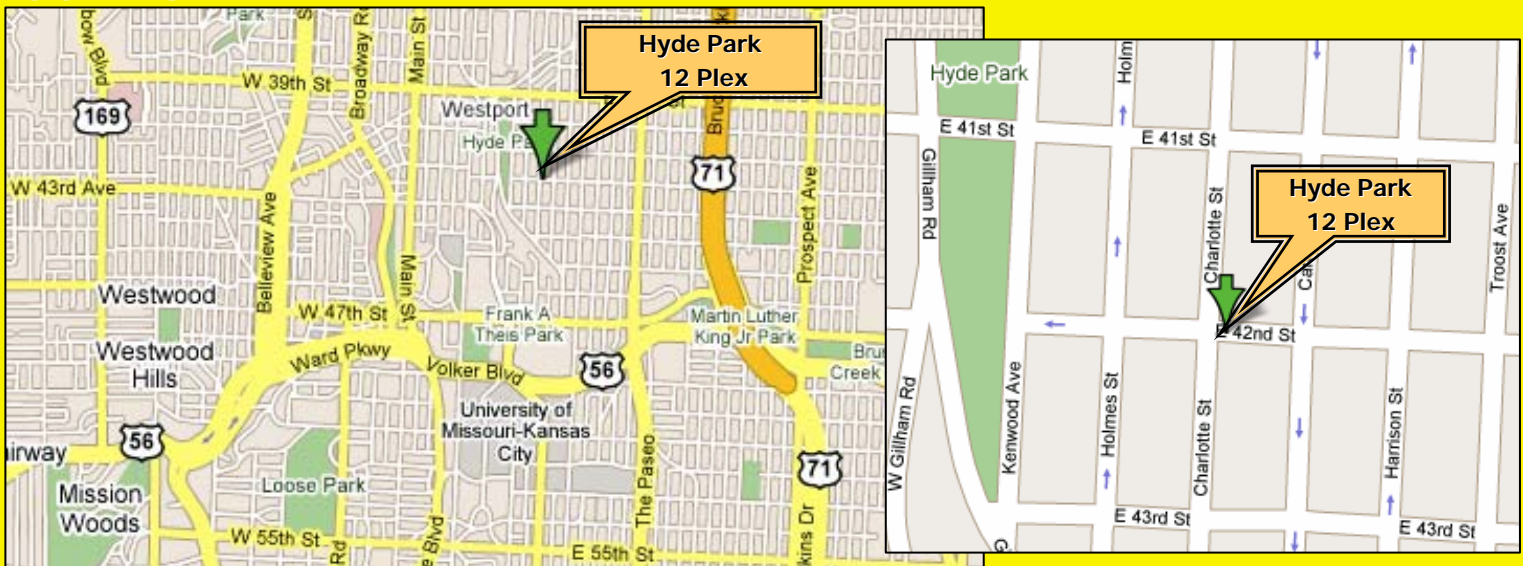 Park
W 39th St
Broadway Rd
Main St
Hyde Park
12 Plex
169
Westport
71
W 43rd Ave
Belleview Ave
Main St
Prospect Ave
Westwood
W 47th St
Frank A
Theis Park
Martin Luther
King Jr Park
Westwood
Hills
Ward Pkwy
Volker Blvd
56
Creek
University of
Missouri-Kansas
City
56
The Paseo
71
Loose Park
Mission
Woods
W 55th St
E 55th St
Rd
Hyde Park
E 41st St
E 41st St
Gillham Rd
Charlotte St
Hyde Park
12 Plex
Troost Ave
E 42nd St
W Gillham Rd
Kenwood Ave
Holmes St
Charlotte St
Harrison St
E 43rd St
E 43rd St